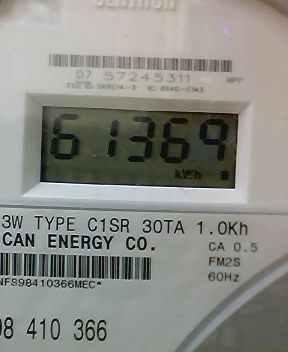 CENTRON
07 57245311
61369
kWh
3W TYPE C1SR 30TA 1.0Kh
CAN ENERGY CO.
CA 0.5
FM2S
60Hz
NFS98410366MEC*
98 410 366